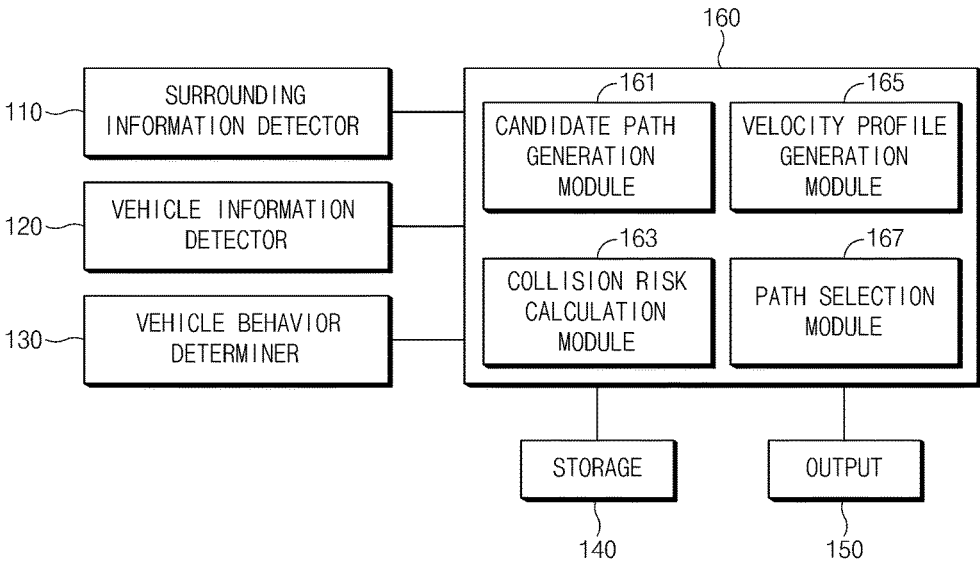 160
110
SURROUNDING
INFORMATION DETECTOR
120
VEHICLE INFORMATION
DETECTOR
130
VEHICLE BEHAVIOR
DETERMINER
161
CANDIDATE PATH
GENERATION
MODULE
165
VELOCITY PROFILE
GENERATION
MODULE
163
COLLISION RISK
CALCULATION
MODULE
167
PATH SELECTION
MODULE
STORAGE
140
OUTPUT
150